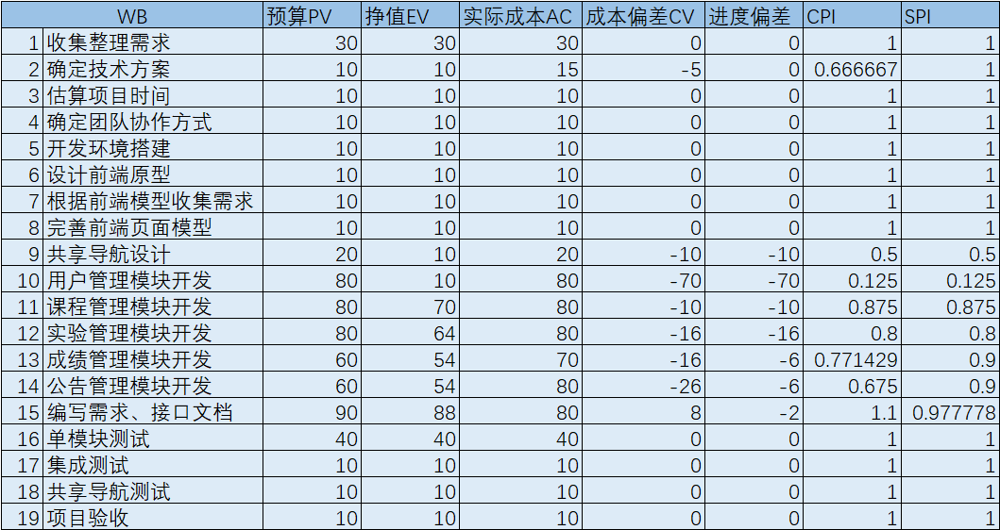 WB 预算PV 挣值EV 实际成本AC 成本偏差CV 进度偏差 CPI SPI
1 收集整理需求 30 30 30 0 0 1 1
2 确定技术方案 10 10 15 -5 0 0.666667 1
3 估算项目时间 10 10 10 0 0 1 1
4 确定团队协作方式 10 10 10 0 0 1 1
5 开发环境搭建 10 10 10 0 0 1 1
6 设计前端原型 10 10 10 0 0 1 1
7 根据前端模型收集需求 10 10 10 0 0 1 1
8 完善前端页面模型 10 10 10 0 0 1 1
9 共享导航设计 20 10 20 -10 -10 0.5 0.5
10 用户管理模块开发 80 10 80 -70 -70 0.125 0.125
11 课程管理模块开发 80 70 80 -10 -10 0.875 0.875
12 实验管理模块开发 80 64 80 -16 -16 0.8 0.8
13 成绩管理模块开发 60 54 70 -16 -6 0.771429 0.9
14 公告管理模块开发 60 54 80 -26 -6 0.675 0.9
15 编写需求、接口文档 90 88 80 8 -2 1.1 0.977778
16 单模块测试 40 40 40 0 0 1 1
17 集成测试 10 10 10 0 0 1 1
18 共享导航测试 10 10 10 0 0 1 1
19 项目验收 10 10 10 0 0 1 1